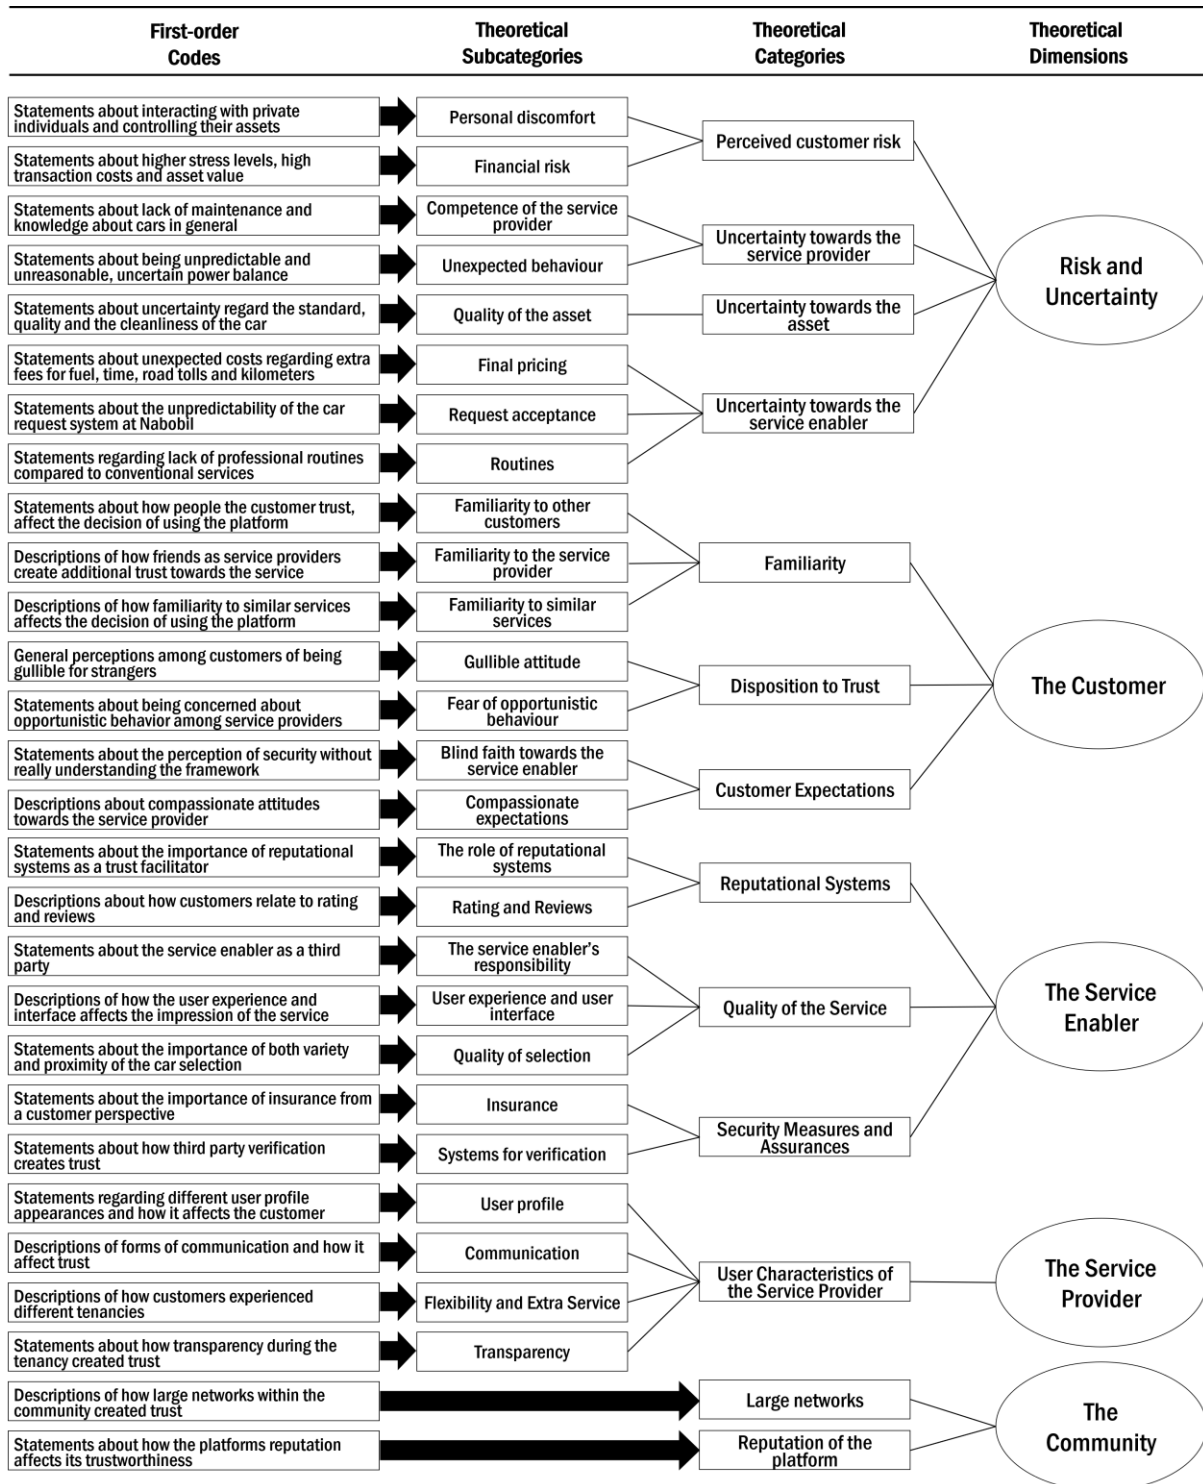 First-order
Codes
Theoretical
Subcategories
Theoretical
Categories
Theoretical
Dimensions
Statements about interacting with private
individuals and controlling their assets
Personal discomfort
Perceived customer risk
Statements about higher stress levels, high
transaction costs and asset value
Financial risk
Statements about lack of maintenance and
knowledge about cars in general
Competence of the service
provider
Uncertainty towards the
service provider
Statements about being unpredictable and
unreasonable, uncertain power balance
Unexpected behaviour
Risk and
Uncertainty
Statements about uncertainty regard the standard,
quality and the cleanliness of the car
Quality of the asset
Uncertainty towards the
asset
Statements about unexpected costs regarding extra
fees for fuel, time, road tolls and kilometers
Final pricing
Statements about the unpredictability of the car
request system at Nabobil
Request acceptance
Uncertainty towards the
service enabler
Statements regarding lack of professional routines
compared to conventional services
Routines
Statements about how people the customer trust,
affect the decision of using the platform
Familiarity to other
customers
Descriptions of how friends as service providers
create additional trust towards the service
Familiarity to the service
provider
Familiarity
Descriptions of how familiarity to similar services
affects the decision of using the platform
Familiarity to similar
services
General perceptions among customers of being
gullible for strangers
Gullible attitude
Disposition to Trust
The Customer
Statements about being concerned about
opportunistic behavior among service providers
Fear of opportunistic
behaviour
Statements about the perception of security without
really understanding the framework
Blind faith towards the
service enabler
Customer Expectations
Descriptions about compassionate attitudes
towards the service provider
Compassionate
expectations
Statements about the importance of reputational
systems as a trust facilitator
The role of reputational
systems
Reputational Systems
Descriptions about how customers relate to rating
and reviews
Rating and Reviews
Statements about the service enabler as a third
party
The service enabler's
responsibility
Descriptions of how the user experience and
interface affects the impression of the service
User experience and user
interface
Quality of the Service
The Service
Enabler
Statements about the importance of both variety
and proximity of the car selection
Quality of selection
Statements about the importance of insurance from
a customer perspective
Insurance
Security Measures and
Assurances
Statements about how third party verification
creates trust
Systems for verification
Statements regarding different user profile
appearances and how it affects the customer
User profile
Descriptions of forms of communication and how it
affect trust
Communication
User Characteristics of
the Service Provider
The Service
Provider
Descriptions of how customers experienced
different tenancies
Flexibility and Extra Service
Statements about how transparency during the
tenancy created trust
Transparency
Descriptions of how large networks within the
community created trust
Large networks
The
Community
Statements about how the platforms reputation
affects its trustworthiness
Reputation of the
platform